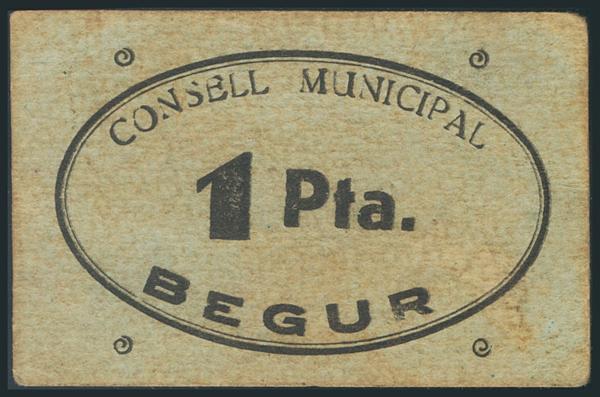 CONSELL MUNICIPAL
1 Pta.
BEGUR